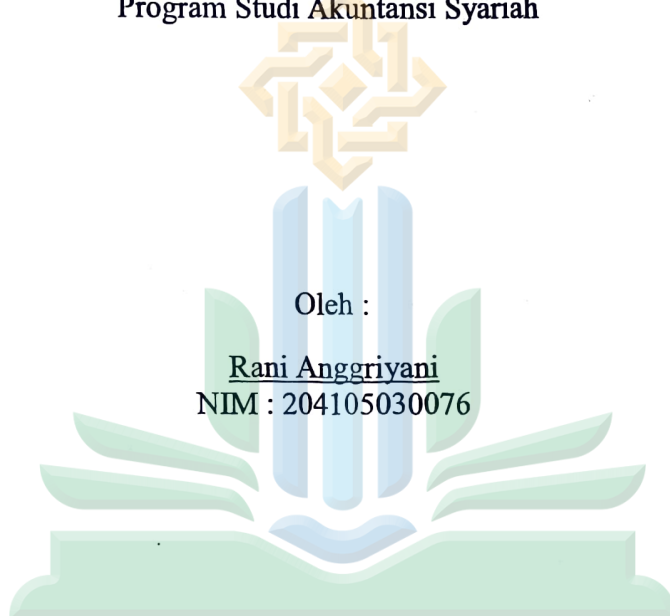 Program Studi Akuntansi Syariah
Oleh :
Rani Anggriyani
NIM : 204105030076